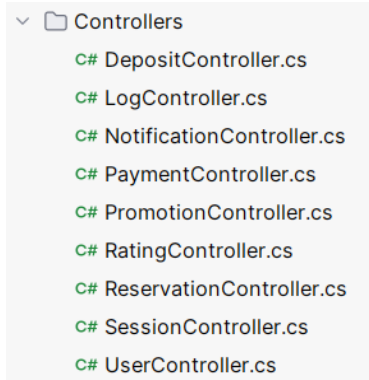 Controllers
C# DepositController.cs
C# LogController.cs
C# NotificationController.cs
C# PaymentController.cs
C# PromotionController.cs
C# RatingController.cs
C# ReservationController.cs
C# SessionController.cs
C# UserController.cs